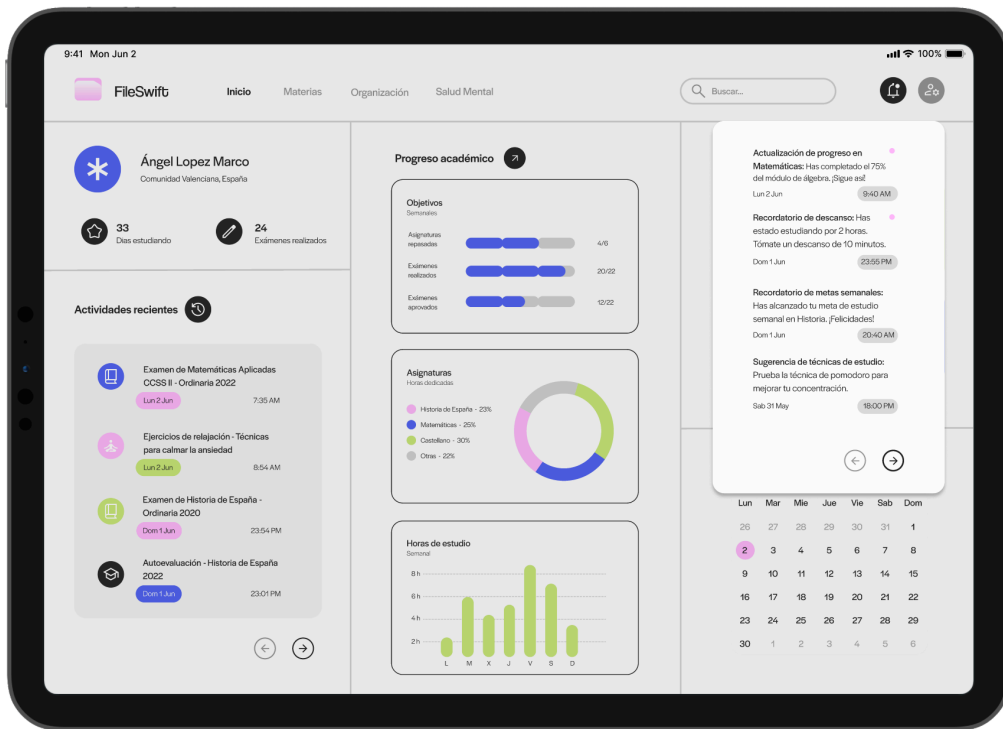 9:41 Mon Jun 2
100%
FileSwift
Inicio
Materias
Organización
Salud Mental
Buscar...
Ángel Lopez Marco
Comunidad Valenciana, España
33
Dias estudiando
24
Exámenes realizados
Actividades recientes
Examen de Matemáticas Aplicadas
CCSS II - Ordinaria 2022
Lun 2 Jun
7:35 AM
Ejercicios de relajación - Técnicas
para calmar la ansiedad
Lun 2 Jun
8:54 AM
Examen de Historia de España -
Ordinaria 2020
Dom 1 Jun
23:54 PM
Autoevaluación - Historia de España
2022
Dom 1 Jun
23:01 PM
Progreso académico
Objetivos
Semanales
Asignaturas
repasadas
4/6
Exámenes
realizados
20/22
Exámenes
aprovados
12/22
Asignaturas
Horas dedicadas
Historia de España - 23%
Matemáticas - 25%
Castellano - 30%
Otras - 22%
Horas de estudio
Semanal
8 h
6 h
4 h
2 h
L M X J V S D
Actualización de progreso en
Matemáticas: Has completado el 75%
del módulo de álgebra. ¡Sigue así!
Lun 2 Jun
9:40 AM
Recordatorio de descanso: Has
estado estudiando por 2 horas.
Tómate un descanso de 10 minutos.
Dom 1 Jun
23:55 PM
Recordatorio de metas semanales:
Has alcanzado tu meta de estudio
semanal en Historia. ¡Felicidades!
Dom 1 Jun
20:40 AM
Sugerencia de técnicas de estudio:
Prueba la técnica de pomodoro para
mejorar tu concentración.
Sab 31 May
18:00 PM
Lun Mar Mie Jue Vie Sab Dom
26 27 28 29 30 31 1
2 3 4 5 6 7 8
9 10 11 12 13 14 15
16 17 18 19 20 21 22
23 24 25 26 27 28 29
30 1 2 3 4 5 6